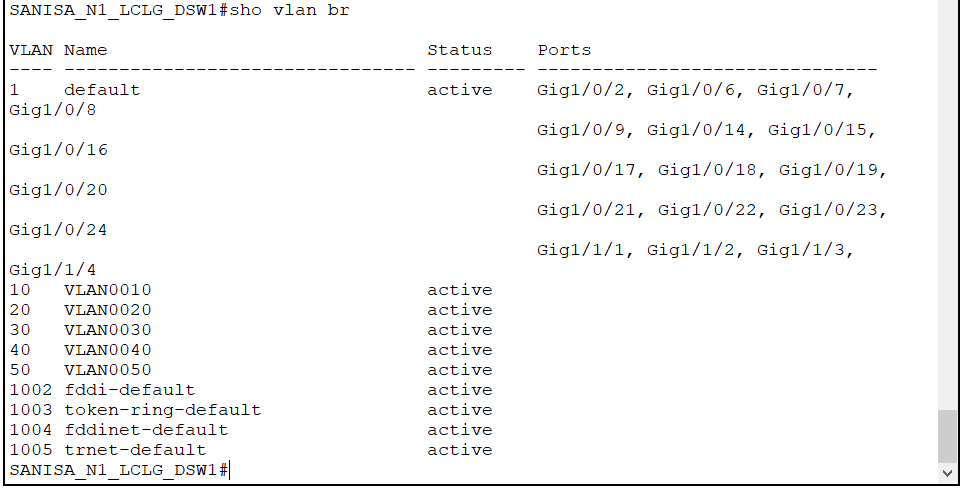 SANISA_N1_LCLG_DSW1#sho vlan br
VLAN Name                             Status    Ports
---- -------------------------------- --------- -------------------------------
1    default                          active    Gig1/0/2, Gig1/0/6, Gig1/0/7,
Gig1/0/8
                                                Gig1/0/9, Gig1/0/14, Gig1/0/15,
Gig1/0/16
                                                Gig1/0/17, Gig1/0/18, Gig1/0/19,
Gig1/0/20
                                                Gig1/0/21, Gig1/0/22, Gig1/0/23,
Gig1/0/24
                                                Gig1/1/1, Gig1/1/2, Gig1/1/3,
Gig1/1/4
10   VLAN0010                         active
20   VLAN0020                         active
30   VLAN0030                         active
40   VLAN0040                         active
50   VLAN0050                         active
1002 fddi-default                     active
1003 token-ring-default               active
1004 fddinet-default                  active
1005 trnet-default                    active
SANISA_N1_LCLG_DSW1#